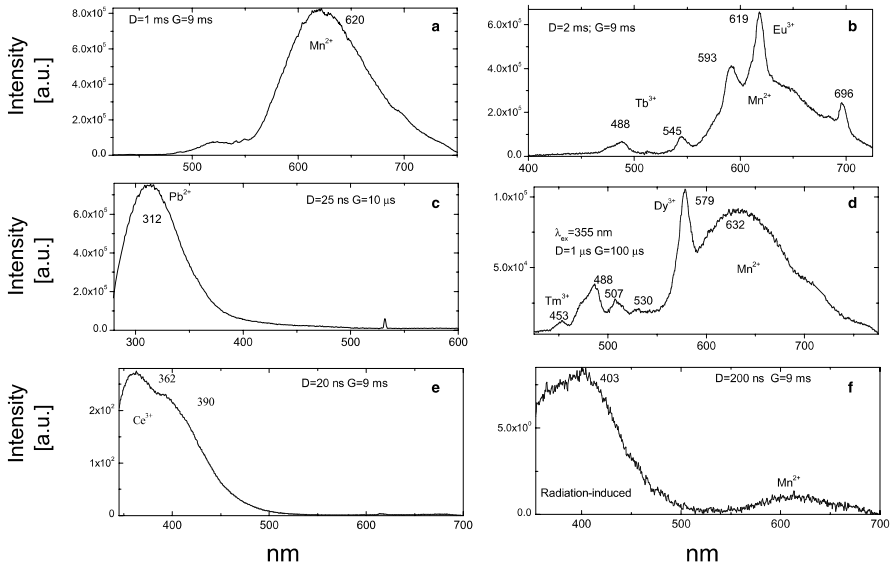 Intensity
[a.u.]
8.0x10⁵
6.0x10⁵
4.0x10⁵
2.0x10⁵
0.0
D=1 ms G=9 ms
620
a
Mn²⁺
500
600
700
6.0x10⁵
4.0x10⁵
2.0x10⁵
0.0
D=2 ms; G=9 ms
619
Eu³⁺
b
593
Tb³⁺
Mn²⁺
696
488
545
400
500
600
700
Intensity
[a.u.]
6.0x10⁵
4.0x10⁵
2.0x10⁵
0.0
Pb²⁺
D=25 ns G=10 μs
c
312
300
400
500
600
1.0x10⁵
5.0x10⁴
Dy³⁺
579
d
λex=355 nm
632
D=1 μs G=100 μs
Mn²⁺
488
507
Tm³⁺
530
453
500
600
700
Intensity
[a.u.]
2x10²
1x10²
0
362
D=20 ns G=9 ms
e
390
Ce³⁺
400
500
600
700
nm
5.0x10⁰
0.0
403
D=200 ns G=9 ms
f
Mn²⁺
Radiation-induced
400
500
600
700
nm